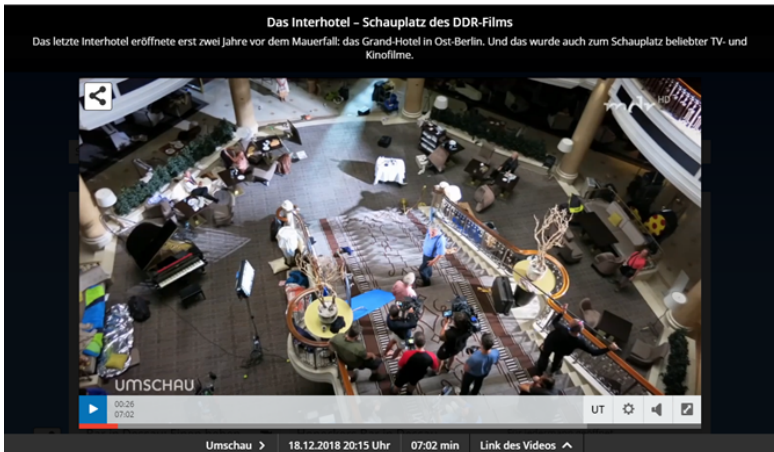 Das Interhotel – Schauplatz des DDR-Films
Das letzte Interhotel eröffnete erst zwei Jahre vor dem Mauerfall: das Grand-Hotel in Ost-Berlin. Und das wurde auch zum Schauplatz beliebter TV- und
Kinofilme.
mdr HD
UMSCHAU
00:26
07:02
UT
Umschau
18.12.2018 20:15 Uhr
07:02 min
Link des Videos